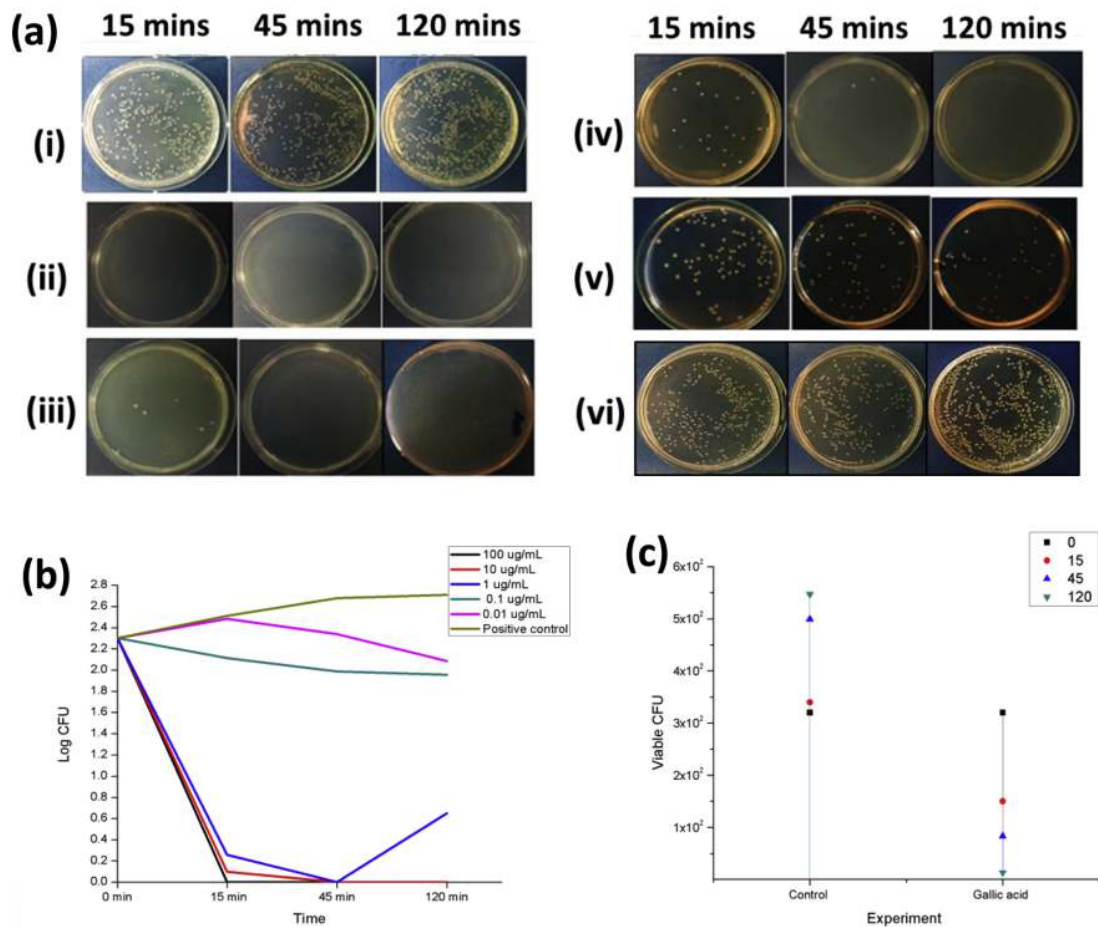 (a)
15 mins 45 mins 120 mins
15 mins 45 mins 120 mins
(i)
(ii)
(iii)
(iv)
(v)
(vi)
(b)
100 ug/mL
10 ug/mL
1 ug/mL
0.1 ug/mL
0.01 ug/mL
Positive control
Log CFU
2.8
2.6
2.4
2.2
2.0
1.8
1.6
1.4
1.2
1.0
0.8
0.6
0.4
0.2
0.0
0 min 15 min 45 min 120 min
Time
(c)
0
15
45
120
Viable CFU
6x10²
5x10²
4x10²
3x10²
2x10²
1x10²
Control Gallic acid
Experiment